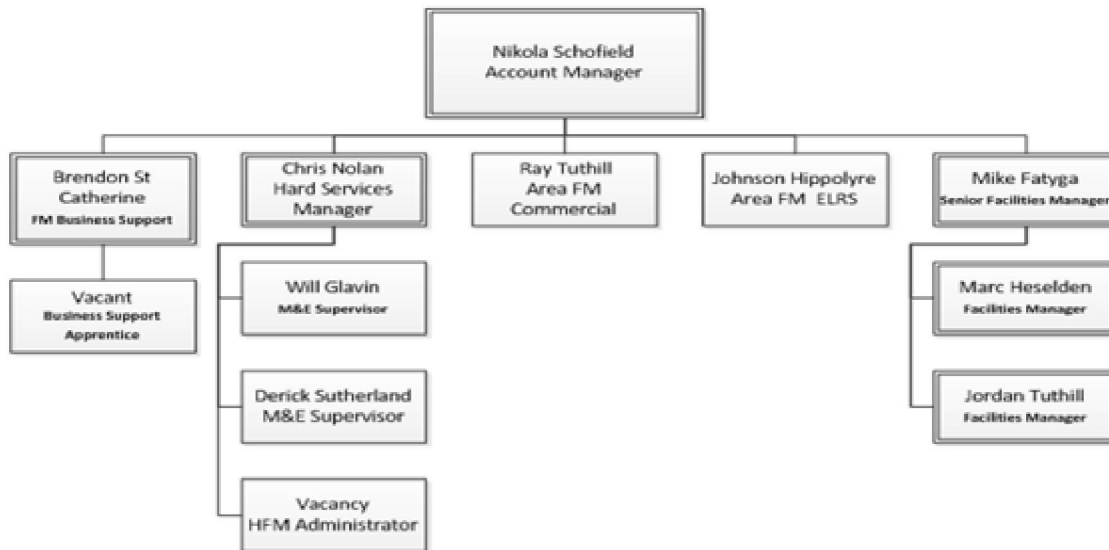 Nikola Schofield
Account Manager
Brendon St
Catherine
FM Business Support
Chris Nolan
Hard Services
Manager
Ray Tuthill
Area FM
Commercial
Johnson Hippolyre
Area FM ELRS
Mike Fatyga
Senior Facilities Manager
Vacant
Business Support
Apprentice
Will Glavin
M&E Supervisor
Marc Heselden
Facilities Manager
Derick Sutherland
M&E Supervisor
Jordan Tuthill
Facilities Manager
Vacancy
HFM Administrator